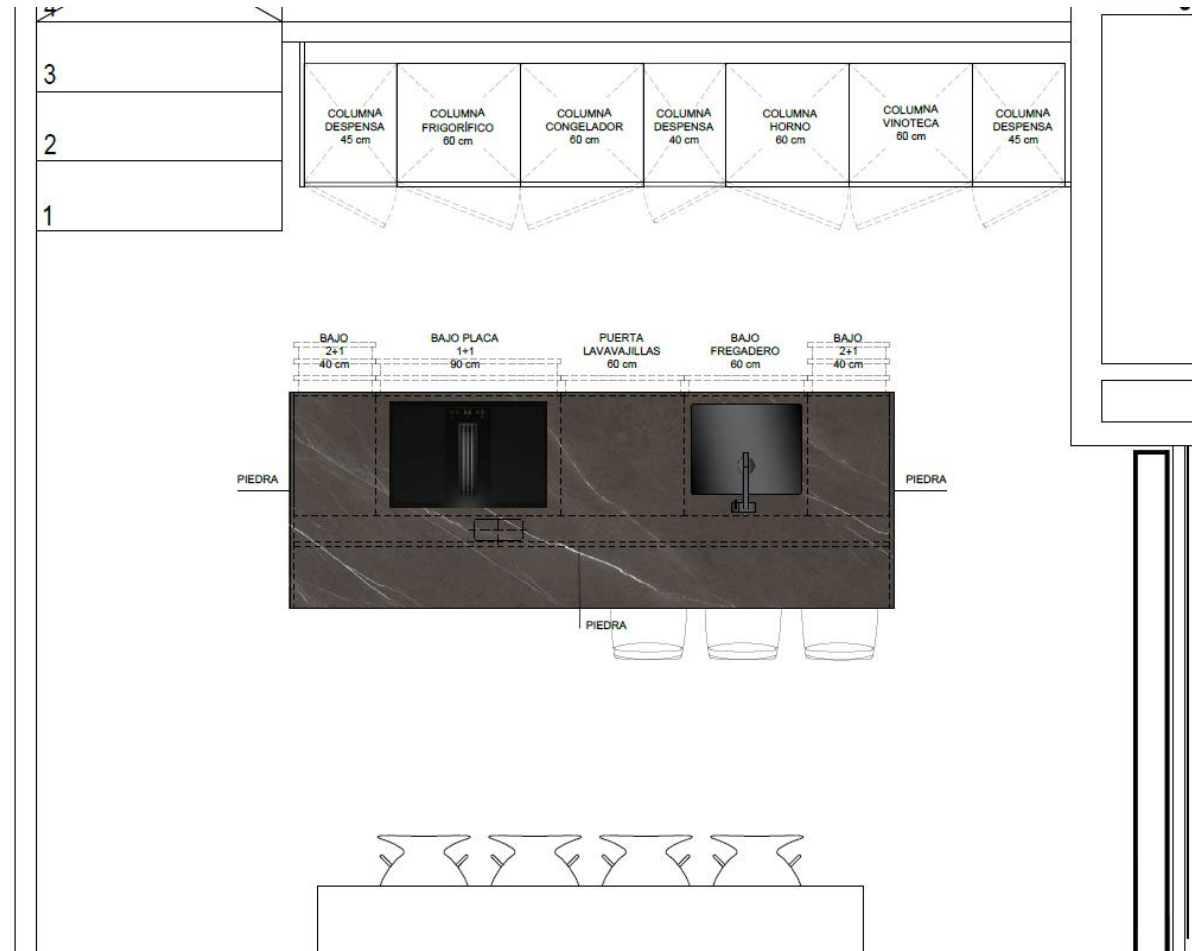 4
3
2
1
COLUMNA
DESPENSA
45 cm
COLUMNA
FRIGORÍFICO
60 cm
COLUMNA
CONGELADOR
60 cm
COLUMNA
DESPENSA
40 cm
COLUMNA
HORNO
60 cm
COLUMNA
VINOTECA
60 cm
COLUMNA
DESPENSA
45 cm
BAJO
2+1
40 cm
BAJO PLACA
1+1
90 cm
PUERTA
LAVAVAJILLAS
60 cm
BAJO
FREGADERO
60 cm
BAJO
2+1
40 cm
PIEDRA
PIEDRA
PIEDRA